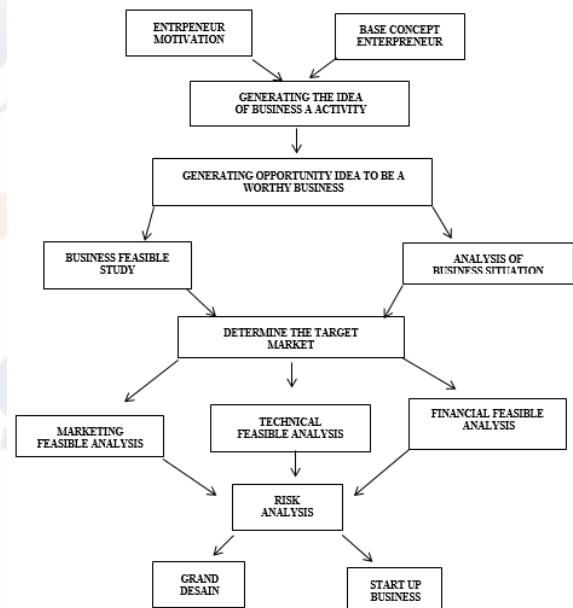 ENTRPENEUR
MOTIVATION
BASE CONCEPT
ENTERPRENEUR
GENERATING THE IDEA
OF BUSINESS A ACTIVITY
GENERATING OPPORTUNITY IDEA TO BE A
WORTHY BUSINESS
BUSINESS FEASIBLE
STUDY
ANALYSIS OF
BUSINESS SITUATION
DETERMINE THE TARGET
MARKET
MARKETING
FEASIBLE ANALYSIS
TECHNICAL
FEASIBLE ANALYSIS
FINANCIAL FEASIBLE
ANALYSIS
RISK
ANALYSIS
GRAND
DESAIN
START UP
BUSINESS